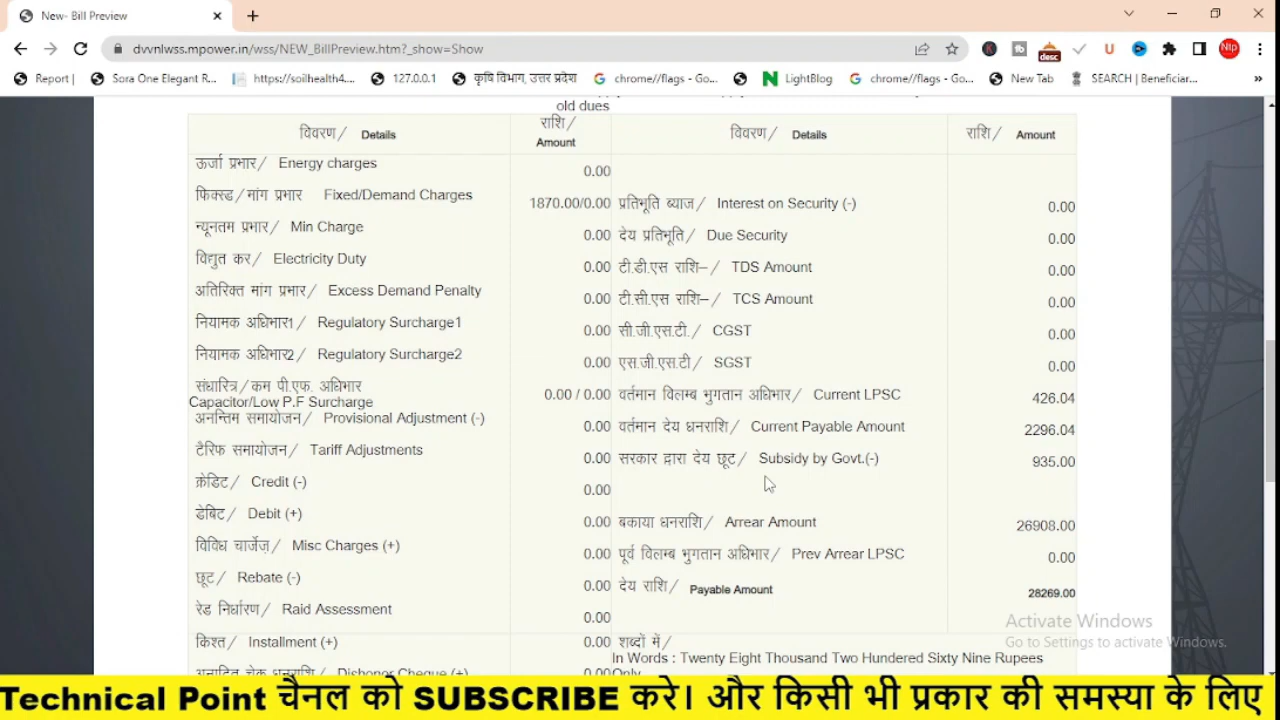 New- Bill Preview
dvvnlwss.mpower.in/wss/NEW_BillPreview.htm?_show=Show
Ntp
Report |
Sora One Elegant R...
https://soilhealth4....
127.0.0.1
कृषि विभाग, उत्तर प्रदेश
chrome//flags - Go...
LightBlog
chrome//flags - Go...
New Tab
SEARCH | Beneficiar...
desc
old dues
विवरण/ Details राशि/ Amount विवरण/ Details राशि/ Amount
ऊर्जा प्रभार/ Energy charges 0.00
फिक्स्ड/मांग प्रभार Fixed/Demand Charges 1870.00/0.00 प्रतिभूति ब्याज/ Interest on Security (-) 0.00
न्यूनतम प्रभार/ Min Charge 0.00 देय प्रतिभूति/ Due Security 0.00
विद्युत कर/ Electricity Duty 0.00 टी.डी.एस राशि–/ TDS Amount 0.00
अतिरिक्त मांग प्रभार/ Excess Demand Penalty 0.00 टी.सी.एस राशि–/ TCS Amount 0.00
नियामक अधिभार1/ Regulatory Surcharge1 0.00 सी.जी.एस.टी./ CGST 0.00
नियामक अधिभार2/ Regulatory Surcharge2 0.00 एस.जी.एस.टी/ SGST 0.00
संधारित्र/कम पी.एफ. अधिभार
Capacitor/Low P.F Surcharge 0.00 / 0.00 वर्तमान विलम्ब भुगतान अधिभार/ Current LPSC 426.04
अनन्तिम समायोजन/ Provisional Adjustment (-) 0.00 वर्तमान देय धनराशि/ Current Payable Amount 2296.04
टैरिफ समायोजन/ Tariff Adjustments 0.00 सरकार द्वारा देय छूट/ Subsidy by Govt.(-) 935.00
क्रेडिट/ Credit (-) 0.00
डेबिट/ Debit (+) 0.00 बकाया धनराशि/ Arrear Amount 26908.00
विविध चार्जेज़/ Misc Charges (+) 0.00 पूर्व विलम्ब भुगतान अधिभार/ Prev Arrear LPSC 0.00
छूट/ Rebate (-) 0.00 देय राशि/ Payable Amount 28269.00
रेड निर्धारण/ Raid Assessment 0.00
किश्त/ Installment (+) 0.00 शब्दों में/
In Words : Twenty Eight Thousand Two Hundered Sixty Nine Rupees
Only
Dishonor Cheque (+) 0.00
Activate Windows
Go to Settings to activate Windows.
Technical Point चैनल को SUBSCRIBE करे। और किसी भी प्रकार की समस्या के लिए